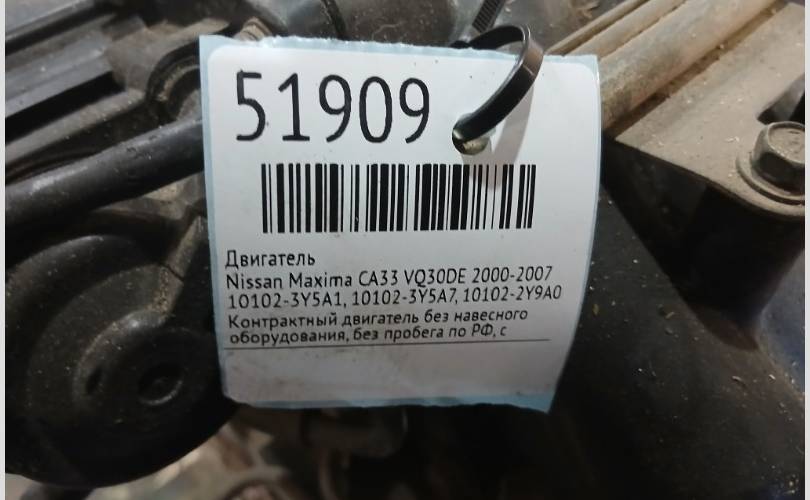 51909
Двигатель
Nissan Maxima CA33 VQ30DE 2000-2007
10102-3Y5A1, 10102-3Y5A7, 10102-2Y9A0
Контрактный двигатель без навесного
оборудования, без пробега по РФ, с